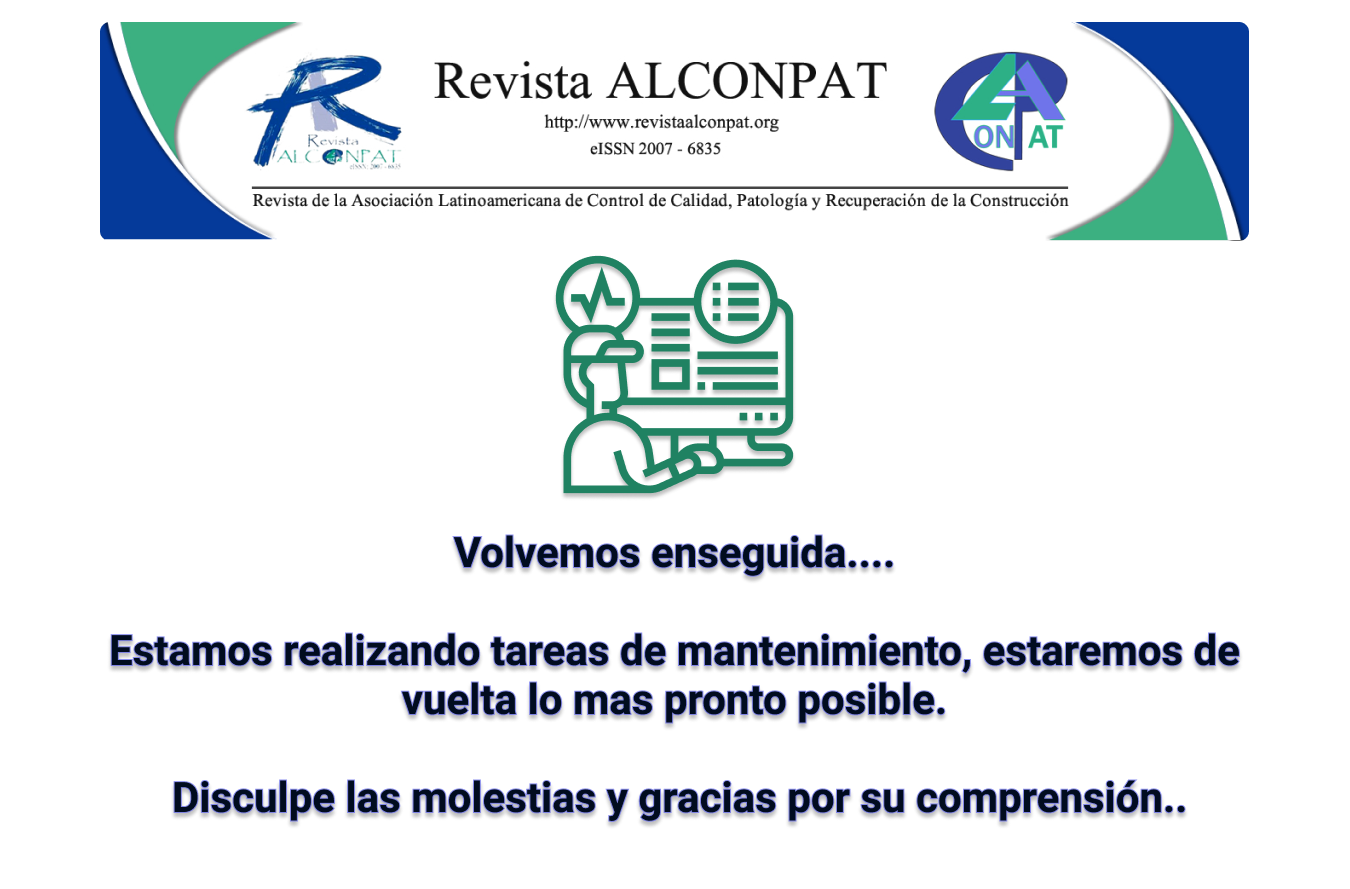 Revista
ALCONPAT
eISSN 2007 - 6835
Revista ALCONPAT
http://www.revistaalconpat.org
eISSN 2007 - 6835
ALCONPAT
Revista de la Asociación Latinoamericana de Control de Calidad, Patología y Recuperación de la Construcción
Volvemos enseguida....
Estamos realizando tareas de mantenimiento, estaremos de
vuelta lo mas pronto posible.
Disculpe las molestias y gracias por su comprensión..